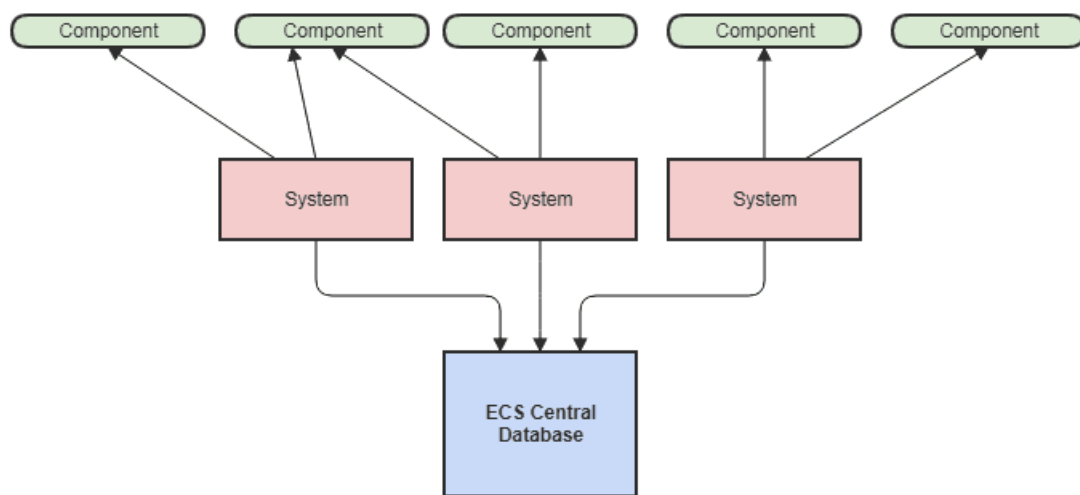 Component
Component
Component
Component
Component
System
System
System
ECS Central
Database